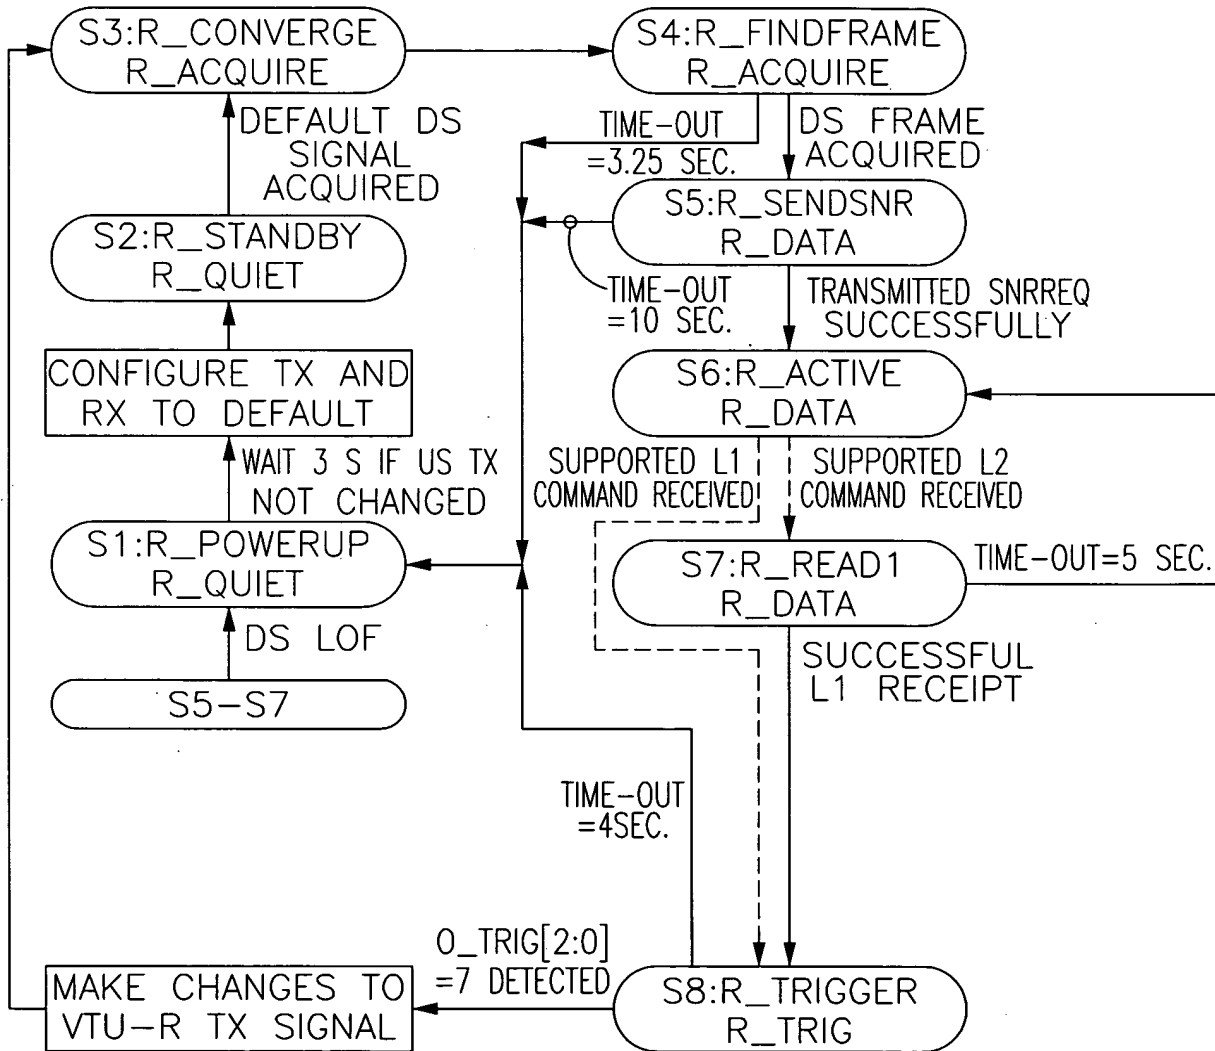 S3:R_CONVERGE
R_ACQUIRE
S4:R_FINDFRAME
R_ACQUIRE
DEFAULT DS
SIGNAL
ACQUIRED
TIME-OUT
=3.25 SEC.
DS FRAME
ACQUIRED
S2:R_STANDBY
R_QUIET
S5:R_SENDSNR
R_DATA
TIME-OUT
=10 SEC.
TRANSMITTED SNRREQ
SUCCESSFULLY
CONFIGURE TX AND
RX TO DEFAULT
S6:R_ACTIVE
R_DATA
WAIT 3 S IF US TX
NOT CHANGED
SUPPORTED L1
COMMAND RECEIVED
SUPPORTED L2
COMMAND RECEIVED
S1:R_POWERUP
R_QUIET
S7:R_READ1
R_DATA
TIME-OUT=5 SEC.
DS LOF
SUCCESSFUL
L1 RECEIPT
S5-S7
TIME-OUT
=4SEC.
O_TRIG[2:0]
=7 DETECTED
MAKE CHANGES TO
VTU-R TX SIGNAL
S8:R_TRIGGER
R_TRIG